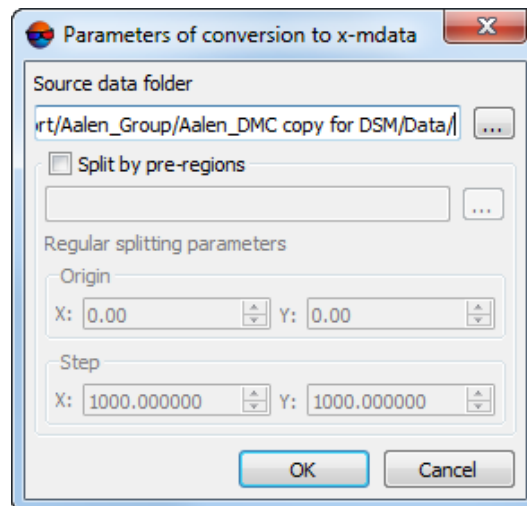 Parameters of conversion to x-mdata
Source data folder
rt/Aalen_Group/Aalen_DMC copy for DSM/Data/ ...
Split by pre-regions
...
Regular splitting parameters
Origin
X: 0.00 Y: 0.00
Step
X: 1000.000000 Y: 1000.000000
OK Cancel